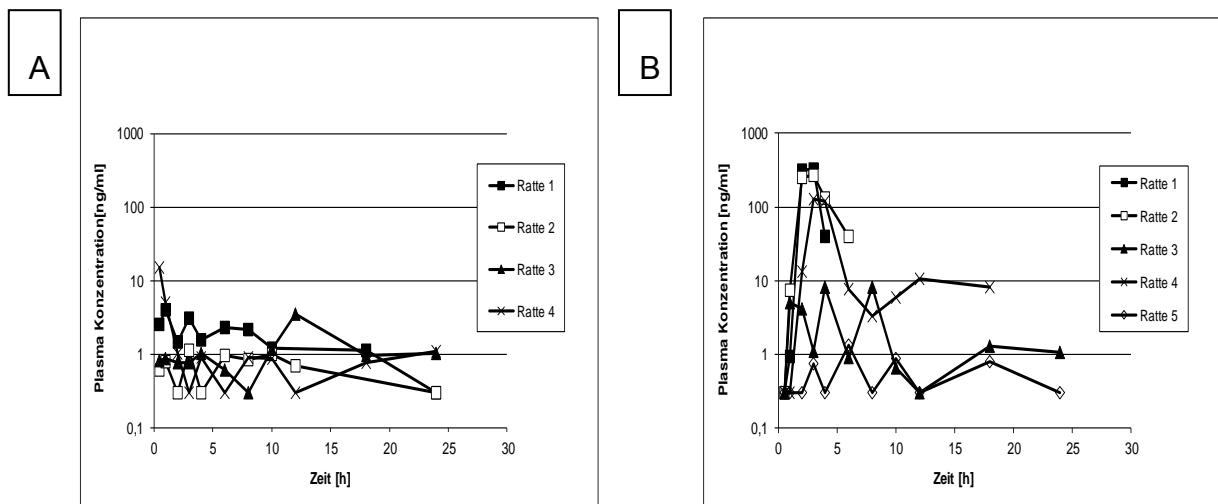 A
Plasma Konzentration[ng/ml]
1000
100
10
1
0,1
0 5 10 15 20 25 30
Zeit [h]
Ratte 1
Ratte 2
Ratte 3
Ratte 4
B
Plasma Konzentration [ng/ml]
1000
100
10
1
0,1
0 5 10 15 20 25 30
Zeit [h]
Ratte 1
Ratte 2
Ratte 3
Ratte 4
Ratte 5